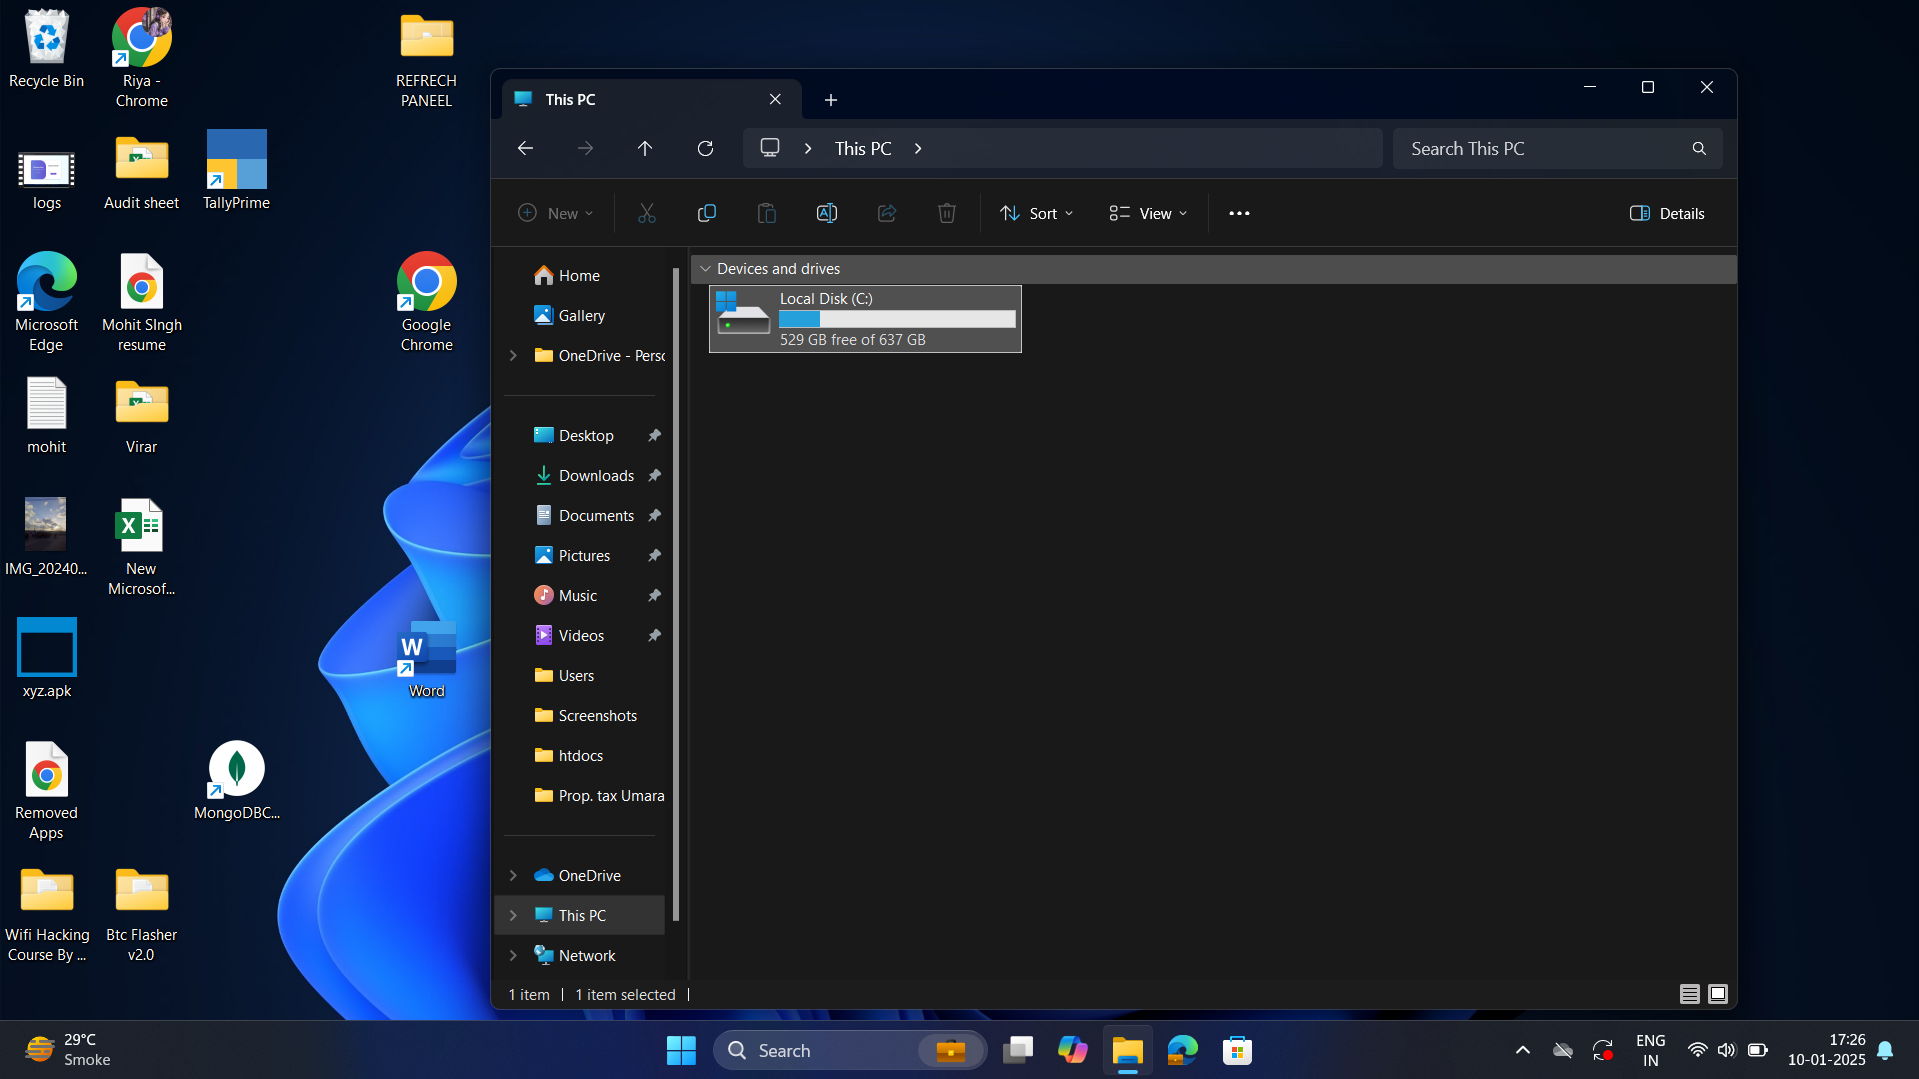 Recycle Bin
Riya -
Chrome
REFRECH
PANEEL
logs
Audit sheet
TallyPrime
Microsoft
Edge
Mohit SIngh
resume
Google
Chrome
mohit
Virar
IMG_20240...
New
Microsof...
xyz.apk
Word
Removed
Apps
MongoDBC...
Wifi Hacking
Course By ...
Btc Flasher
v2.0
This PC
This PC
Search This PC
New
Sort
View
Details
Home
Gallery
OneDrive - Perso
Desktop
Downloads
Documents
Pictures
Music
Videos
Users
Screenshots
htdocs
Prop. tax Umara
OneDrive
This PC
Network
Devices and drives
Local Disk (C:)
529 GB free of 637 GB
1 item
1 item selected
29°C
Smoke
Search
ENG
IN
17:26
10-01-2025